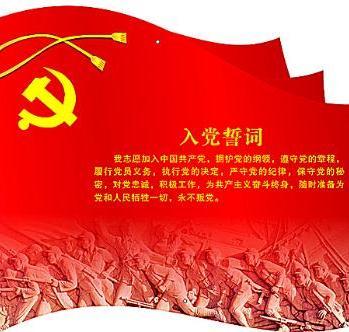 入党誓词
我志愿加入中国共产党，拥护党的纲领，遵守党的章程，
履行党员义务，执行党的决定，严守党的纪律，保守党的秘
密，对党忠诚，积极工作，为共产主义奋斗终身，随时准备为
党和人民牺牲一切，永不叛党。